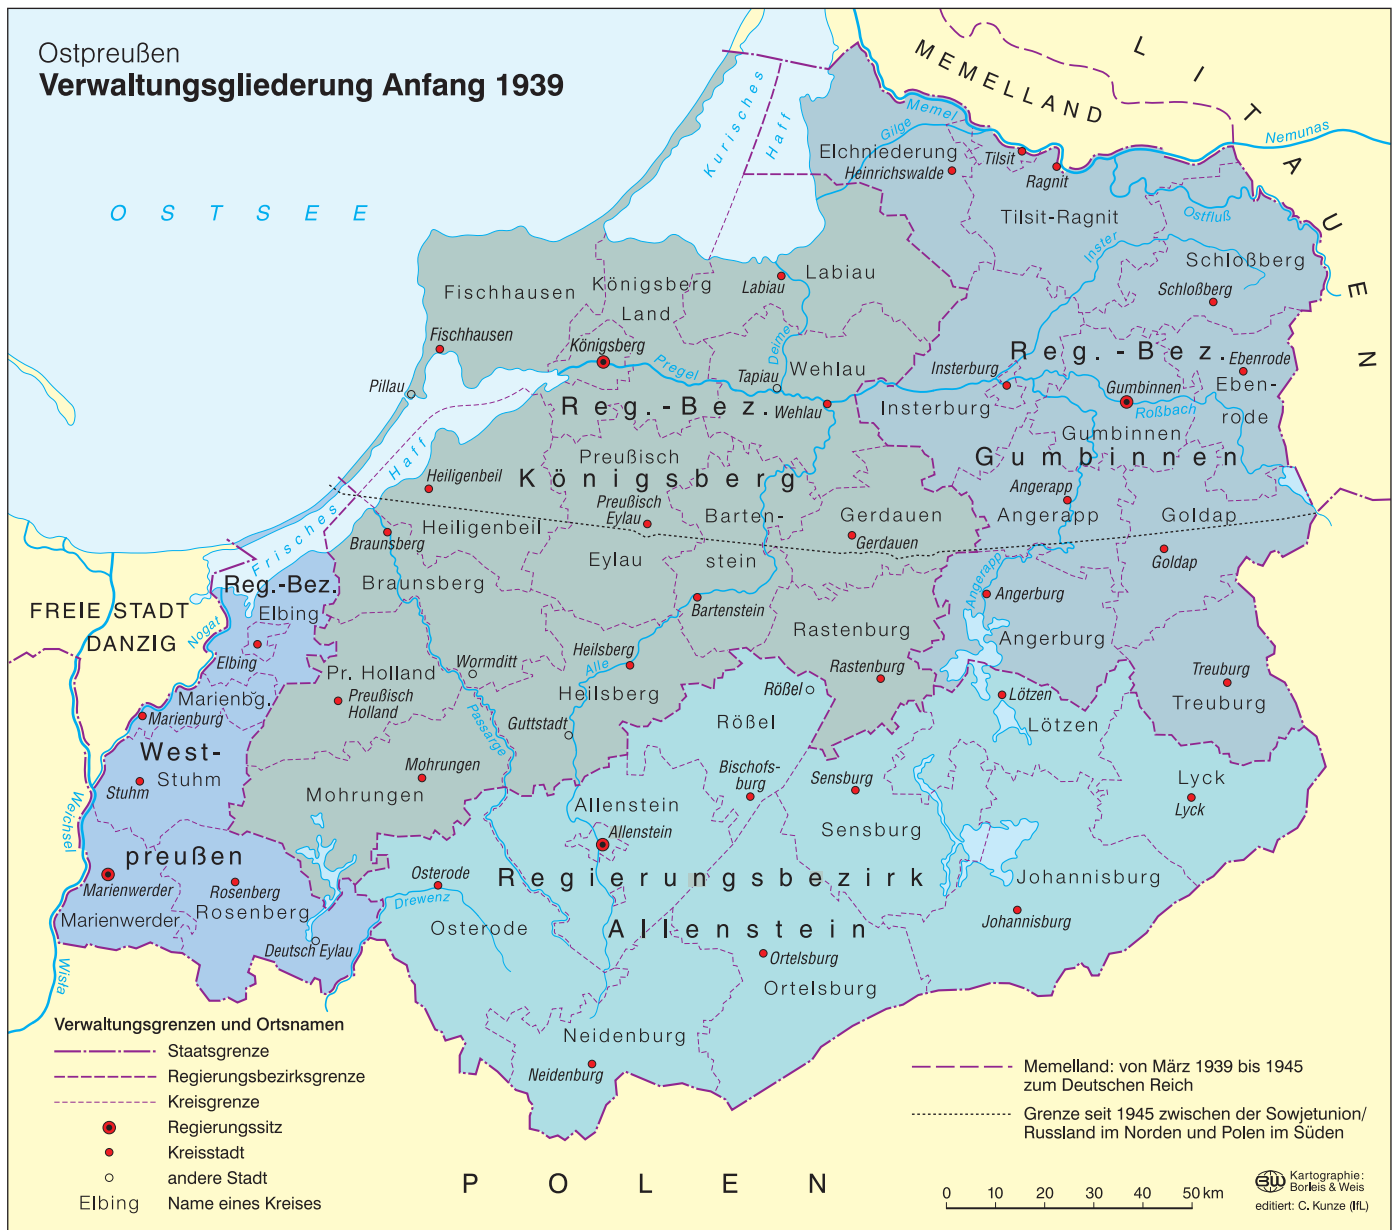 Ostpreußen
Verwaltungsgliederung Anfang 1939
L I T A U E N
MEMELLAND
Nemunas
Memel
Gilge
Kurisches
Haff
OSTSEE
Elchniederung
Heinrichswalde
Tilsit
Ragnit
Tilsit-Ragnit
Ostfluß
Inster
Schloßberg
Schloßberg
Labiau
Labiau
Königsberg
Land
Fischhausen
Fischhausen
Königsberg
Pregel
Deime
Tapiau
Wehlau
Wehlau
Pillau
Reg.-Bez.
Königsberg
Reg.-Bez.
Gumbinnen
Insterburg
Insterburg
Gumbinnen
Gumbinnen
Roßbach
Ebenrode
Eben-
rode
Frisches
Haff
Heiligenbeil
Heiligenbeil
Preußisch
Eylau
Preußisch
Eylau
Barten-
stein
Bartenstein
Gerdauen
Gerdauen
Angerapp
Angerapp
Angerapp
Goldap
Goldap
Braunsberg
Braunsberg
Angerburg
Angerburg
FREIE STADT
DANZIG
Nogat
Reg.-Bez.
West-
preußen
Elbing
Elbing
Marienbg.
Marienburg
Stuhm
Stuhm
Weichsel
Marienwerder
Marienwerder
Rosenberg
Rosenberg
Deutsch Eylau
Wisła
Pr. Holland
Preußisch
Holland
Wormditt
Passarge
Heilsberg
Alle
Heilsberg
Guttstadt
Mohrungen
Mohrungen
Rastenburg
Rastenburg
Rößel
Rößel
Bischofs-
burg
Lötzen
Lötzen
Treuburg
Treuburg
Sensburg
Sensburg
Lyck
Lyck
Allenstein
Allenstein
Regierungsbezirk
Allenstein
Osterode
Drewenz
Osterode
Johannisburg
Johannisburg
Ortelsburg
Ortelsburg
Neidenburg
Neidenburg
POLEN
Verwaltungsgrenzen und Ortsnamen
Staatsgrenze
Regierungsbezirksgrenze
Kreisgrenze
Regierungssitz
Kreisstadt
andere Stadt
Elbing Name eines Kreises
Memelland: von März 1939 bis 1945
zum Deutschen Reich
Grenze seit 1945 zwischen der Sowjetunion/
Russland im Norden und Polen im Süden
0 10 20 30 40 50 km
BW
Kartographie:
Borleis & Weis
editiert: C. Kunze (IfL)